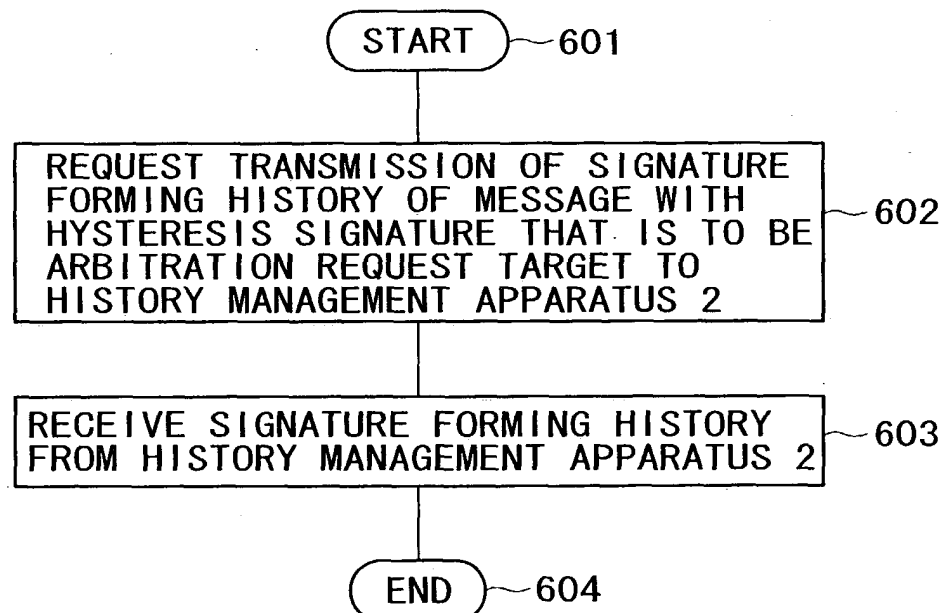 START 601
REQUEST TRANSMISSION OF SIGNATURE
FORMING HISTORY OF MESSAGE WITH
HYSTERESIS SIGNATURE THAT IS TO BE
ARBITRATION REQUEST TARGET TO
HISTORY MANAGEMENT APPARATUS 2
602
RECEIVE SIGNATURE FORMING HISTORY
FROM HISTORY MANAGEMENT APPARATUS 2
603
END 604